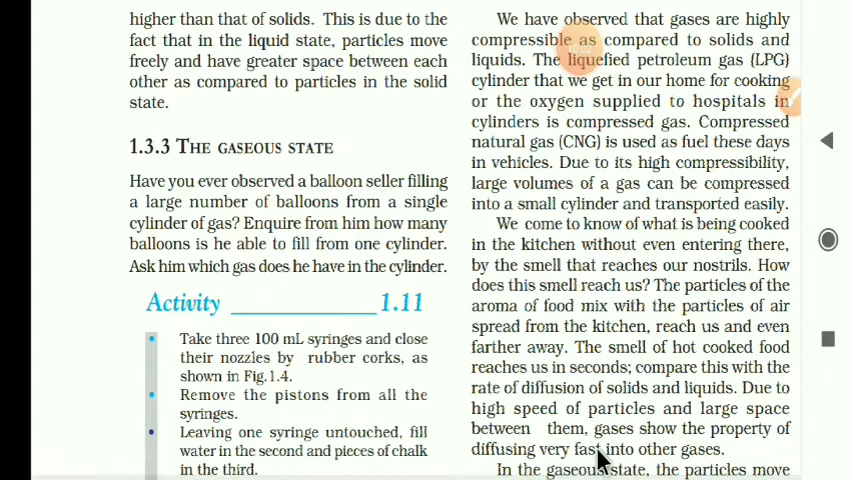 higher than that of solids. This is due to the
fact that in the liquid state, particles move
freely and have greater space between each
other as compared to particles in the solid
state.
1.3.3 THE GASEOUS STATE
Have you ever observed a balloon seller filling
a large number of balloons from a single
cylinder of gas? Enquire from him how many
balloons is he able to fill from one cylinder.
Ask him which gas does he have in the cylinder.
Activity ____________ 1.11
• Take three 100 mL syringes and close
their nozzles by rubber corks, as
shown in Fig.1.4.
• Remove the pistons from all the
syringes.
• Leaving one syringe untouched, fill
water in the second and pieces of chalk
in the third.
We have observed that gases are highly
compressible as compared to solids and
liquids. The liquefied petroleum gas (LPG)
cylinder that we get in our home for cooking
or the oxygen supplied to hospitals in
cylinders is compressed gas. Compressed
natural gas (CNG) is used as fuel these days
in vehicles. Due to its high compressibility,
large volumes of a gas can be compressed
into a small cylinder and transported easily.
We come to know of what is being cooked
in the kitchen without even entering there,
by the smell that reaches our nostrils. How
does this smell reach us? The particles of the
aroma of food mix with the particles of air
spread from the kitchen, reach us and even
farther away. The smell of hot cooked food
reaches us in seconds; compare this with the
rate of diffusion of solids and liquids. Due to
high speed of particles and large space
between them, gases show the property of
diffusing very fast into other gases.
In the gaseous state, the particles move